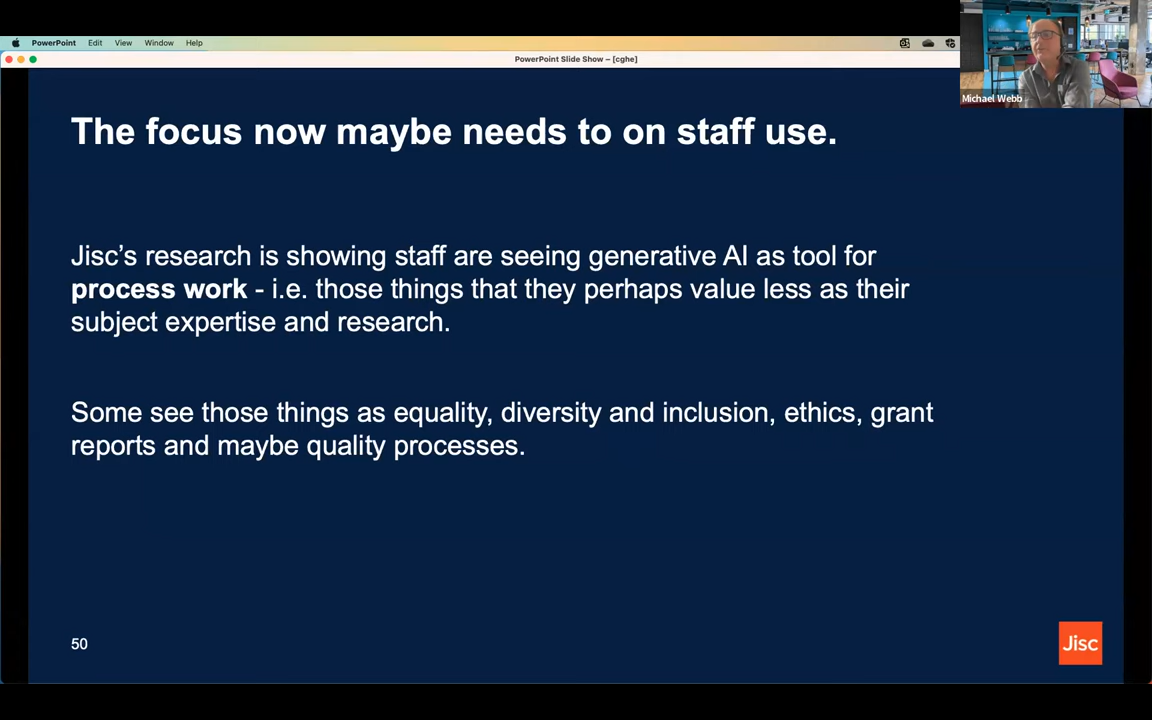 PowerPoint Edit View Window Help
PowerPoint Slide Show – [cghe]
Michael Webb
The focus now maybe needs to on staff use.
Jisc's research is showing staff are seeing generative AI as tool for
process work - i.e. those things that they perhaps value less as their
subject expertise and research.
Some see those things as equality, diversity and inclusion, ethics, grant
reports and maybe quality processes.
50
Jisc